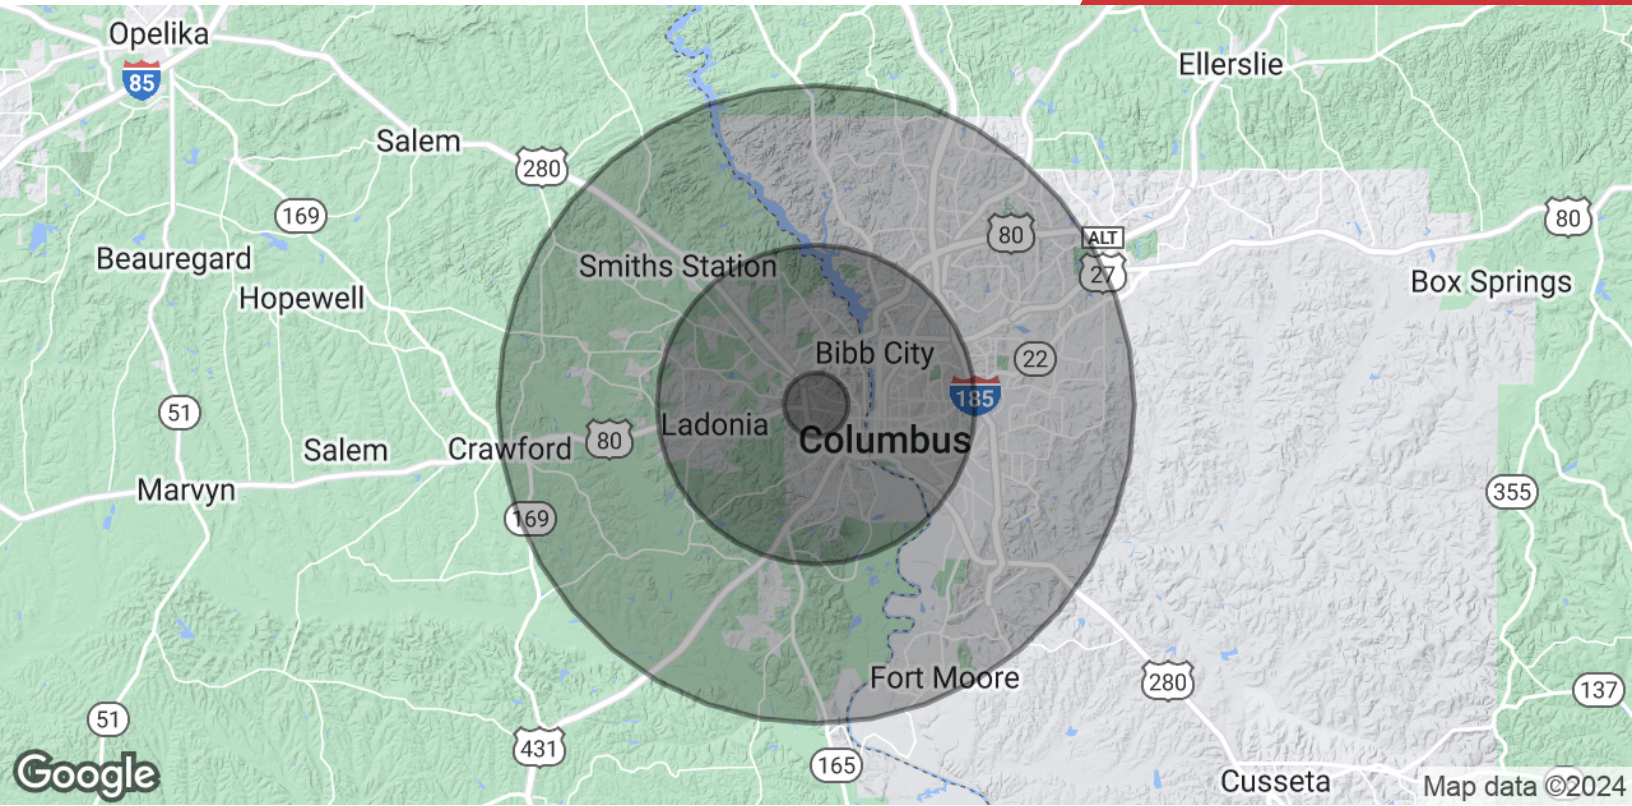 Opelika
85
Ellerslie
Salem
280
169
80
80
ALT
27
Beauregard
Smiths Station
Box Springs
Hopewell
Bibb City
22
185
51
Ladonia
Columbus
80
Salem
Crawford
Marvyn
355
169
Fort Moore
280
137
51
431
165
Google
Cusseta
Map data ©2024